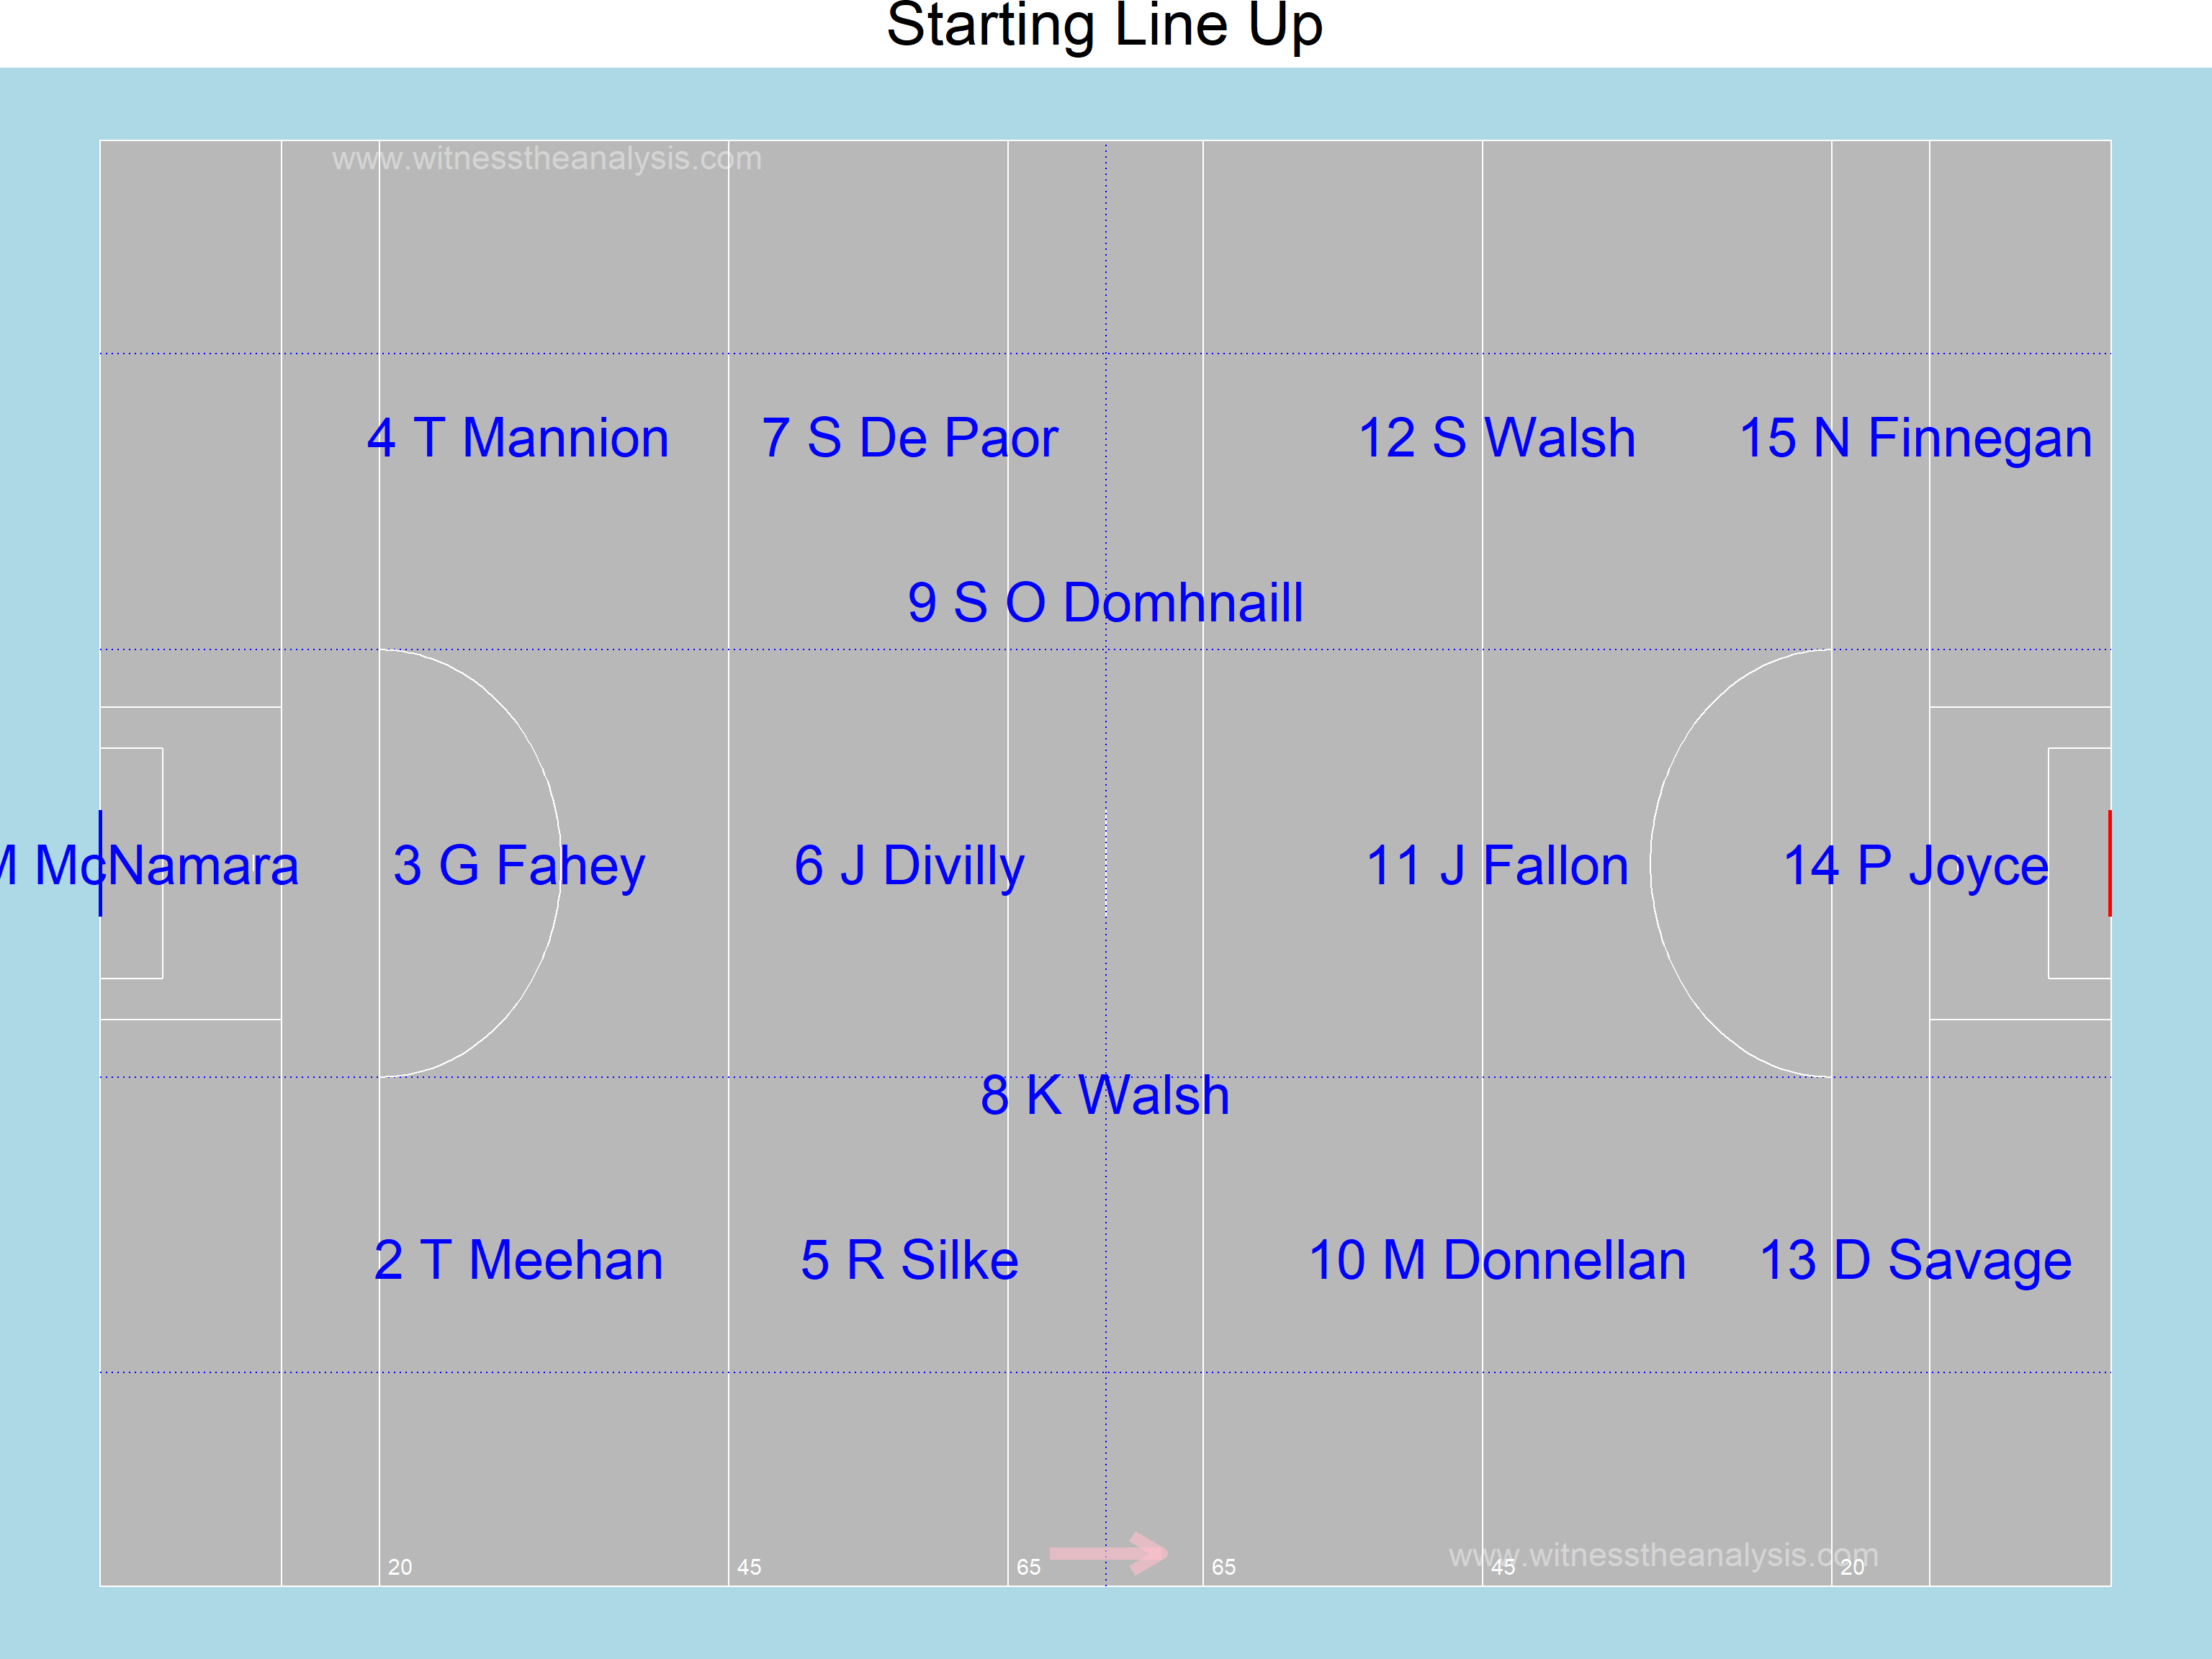 Starting Line Up
www.witnesstheanalysis.com
4 T Mannion
7 S De Paor
12 S Walsh
15 N Finnegan
9 S O Domhnaill
M McNamara
3 G Fahey
6 J Divilly
11 J Fallon
14 P Joyce
8 K Walsh
2 T Meehan
5 R Silke
10 M Donnellan
13 D Savage
www.witnesstheanalysis.com
20
45
65
65
45
20